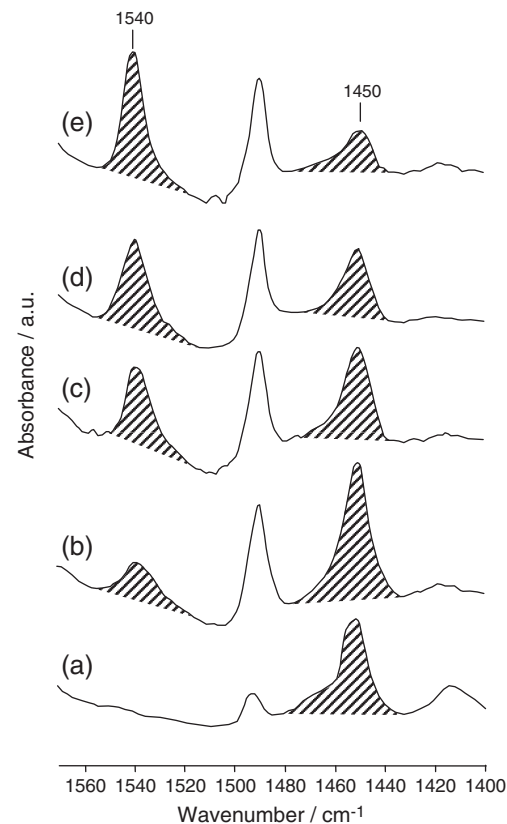 1540
1450
(e)
(d)
(c)
(b)
(a)
Absorbance / a.u.
1560 1540 1520 1500 1480 1460 1440 1420 1400
Wavenumber / cm-1